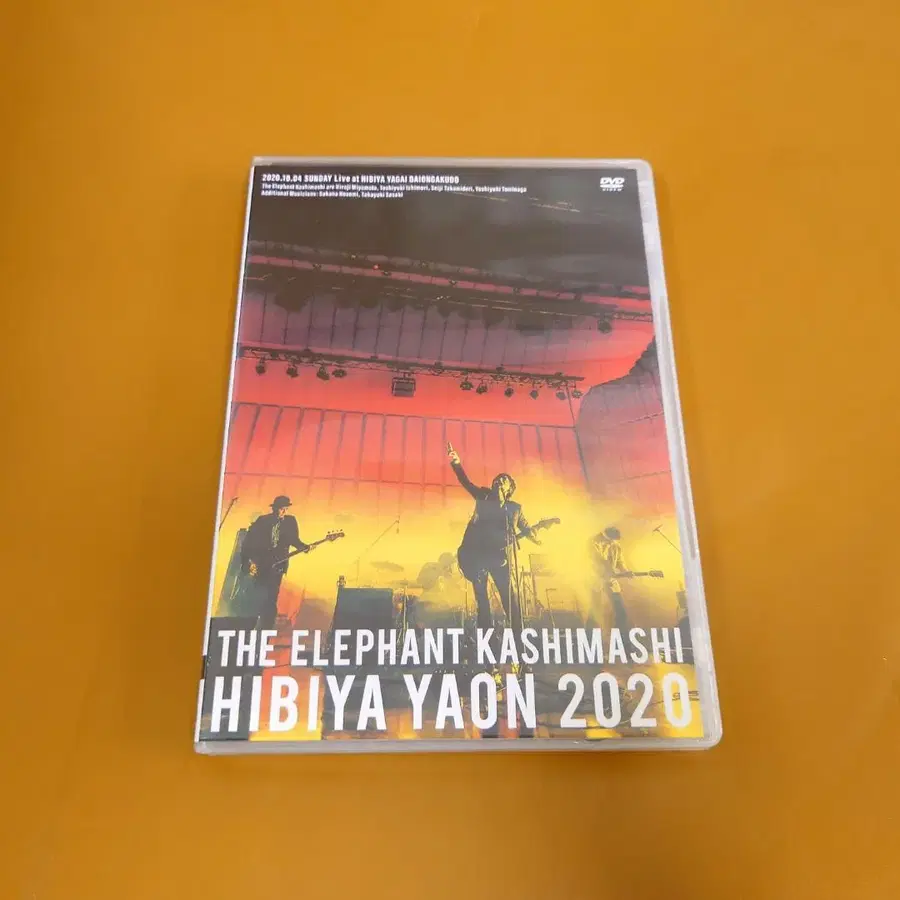 2020.10.04 SUNDAY Live at HIBIYA YAGAI DAIONGAKUDO
The Elephant Kashimashi are Hiroji Miyamoto, Toshiyuki Ishimori, Seiji Takamidori, Yoshiyuki Tominaga
Additional Musicians: Sakana Hosomi, Takayuki Sasaki
DVD
VIDEO
THE ELEPHANT KASHIMASHI
HIBIYA YAON 2020